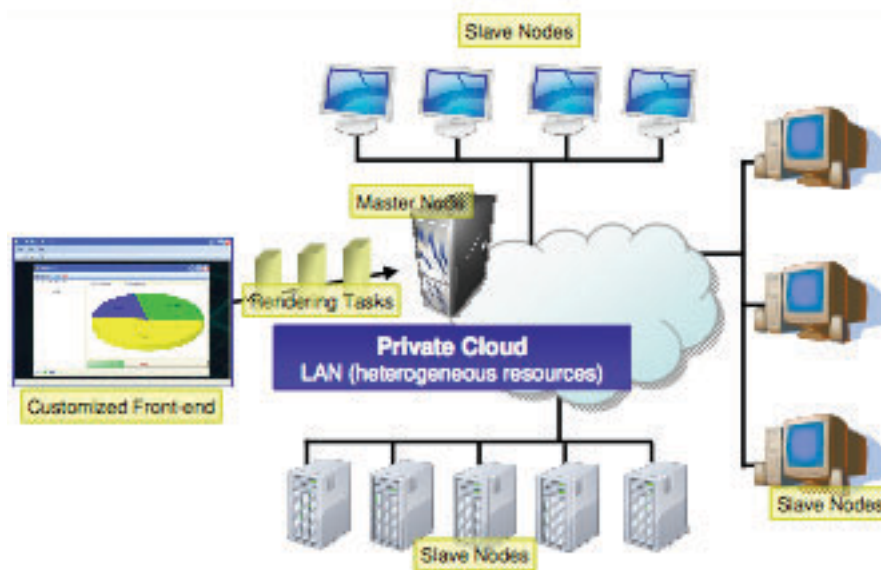 Slave Nodes
Master Node
Rendering Tasks
Private Cloud
LAN (heterogeneous resources)
Customized Front-end
Slave Nodes
Slave Nodes